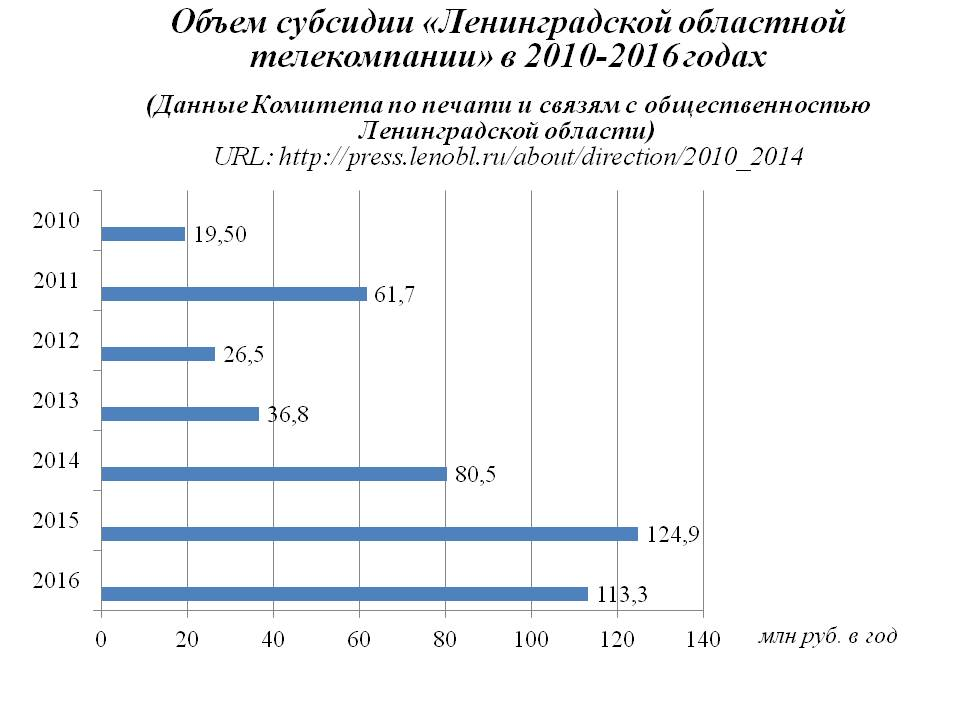 Объем субсидии «Ленинградской областной
телекомпании» в 2010-2016 годах
(Данные Комитета по печати и связям с общественностью
Ленинградской области)
URL: http://press.lenobl.ru/about/direction/2010_2014
2010 19,50
2011 61,7
2012 26,5
2013 36,8
2014 80,5
2015 124,9
2016 113,3
0 20 40 60 80 100 120 140 млн руб. в год